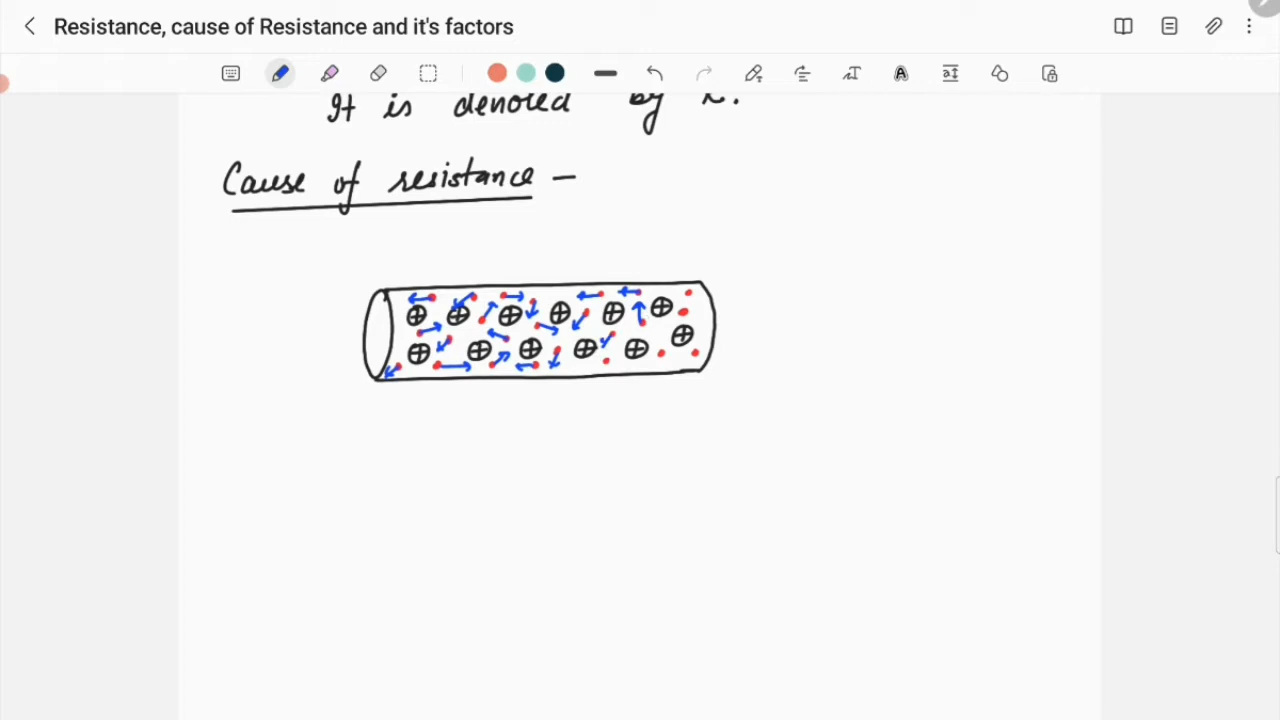 Resistance, cause of Resistance and it's factors
It is denoted by
Cause of resistance –